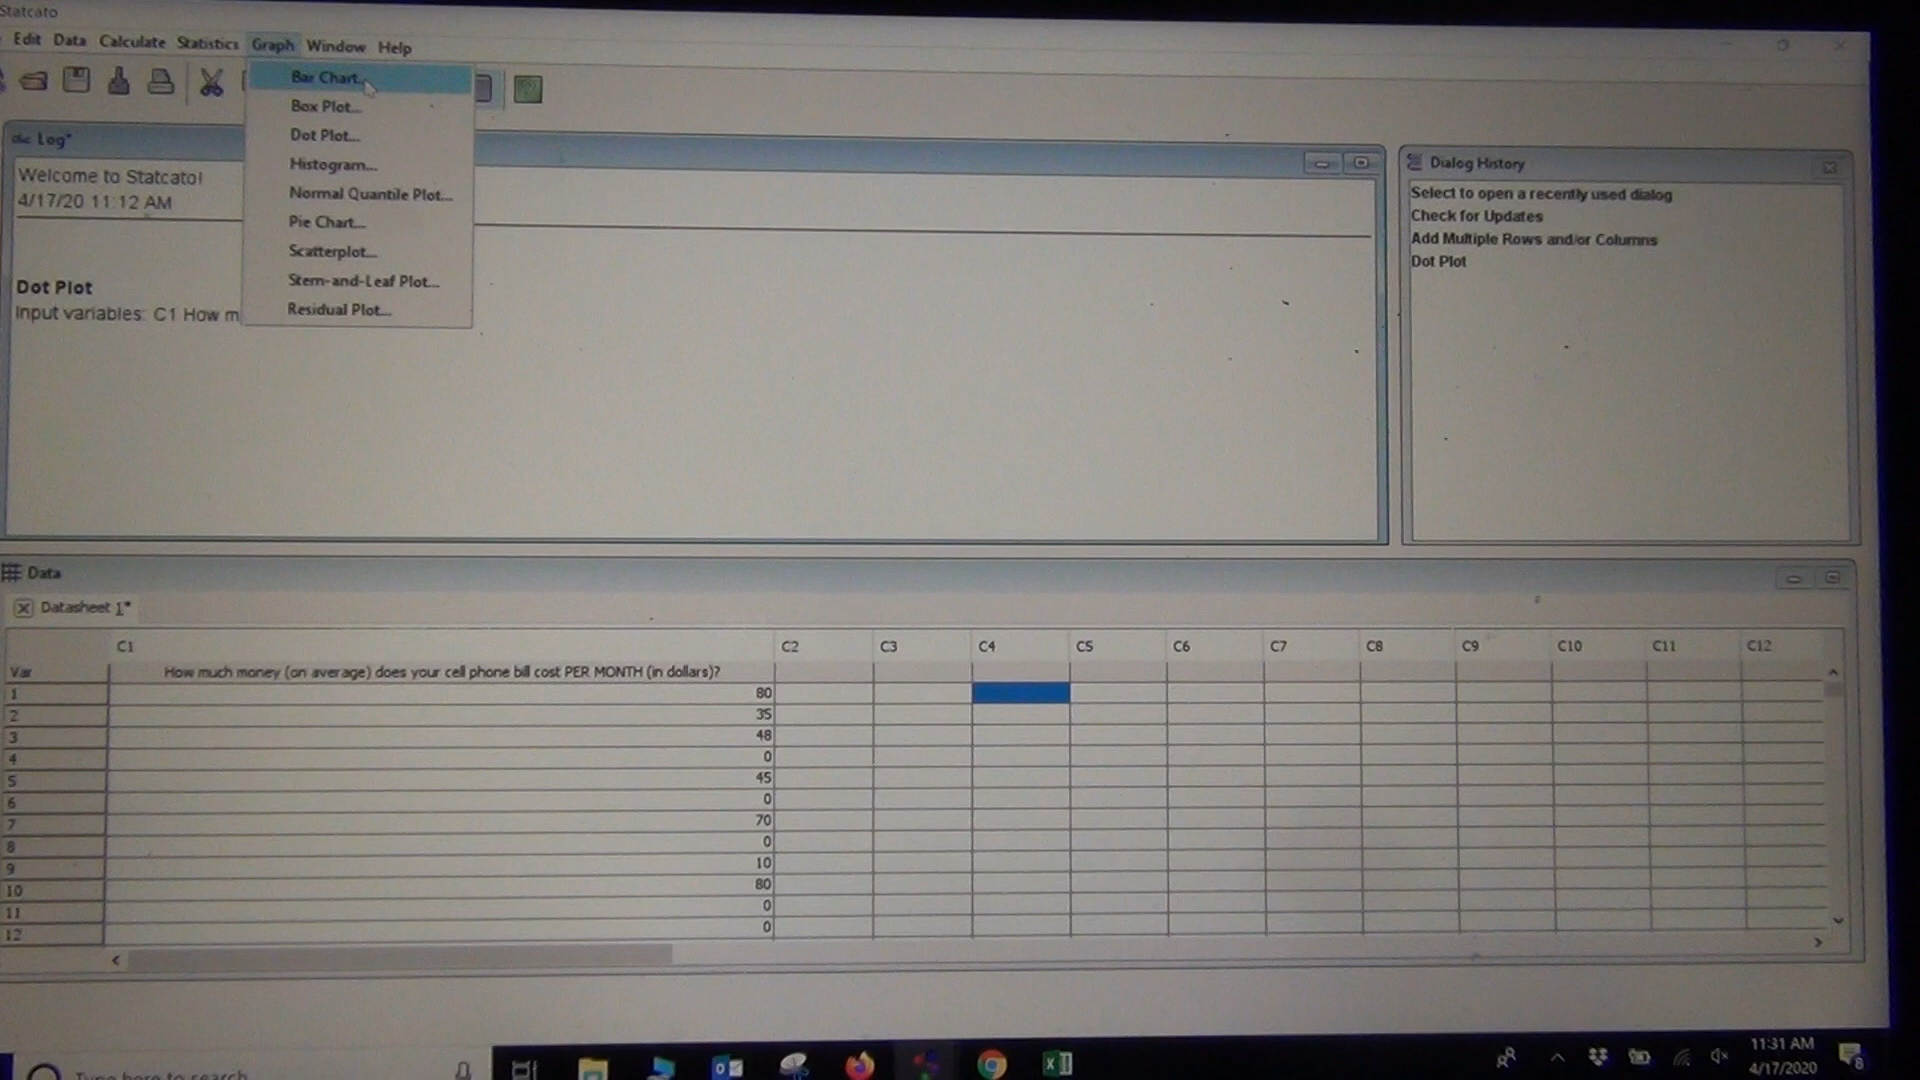 Statcato
Edit Data Calculate Statistics Graph Window Help
Bar Chart...
Box Plot...
Dot Plot...
Histogram...
Normal Quantile Plot...
Pie Chart...
Scatterplot...
Stem-and-Leaf Plot...
Residual Plot...
Log*
Welcome to Statcato!
4/17/20 11:12 AM
Dot Plot
Input variables: C1 How m
Dialog History
Select to open a recently used dialog
Check for Updates
Add Multiple Rows and/or Columns
Dot Plot
Data
Datasheet 1*
C1 C2 C3 C4 C5 C6 C7 C8 C9 C10 C11 C12
Var How much money (on average) does your cell phone bill cost PER MONTH (in dollars)?
1 80
2 35
3 48
4 0
5 45
6 0
7 70
8 0
9 10
10 80
11 0
12 0
Type here to search
11:31 AM
4/17/2020
8